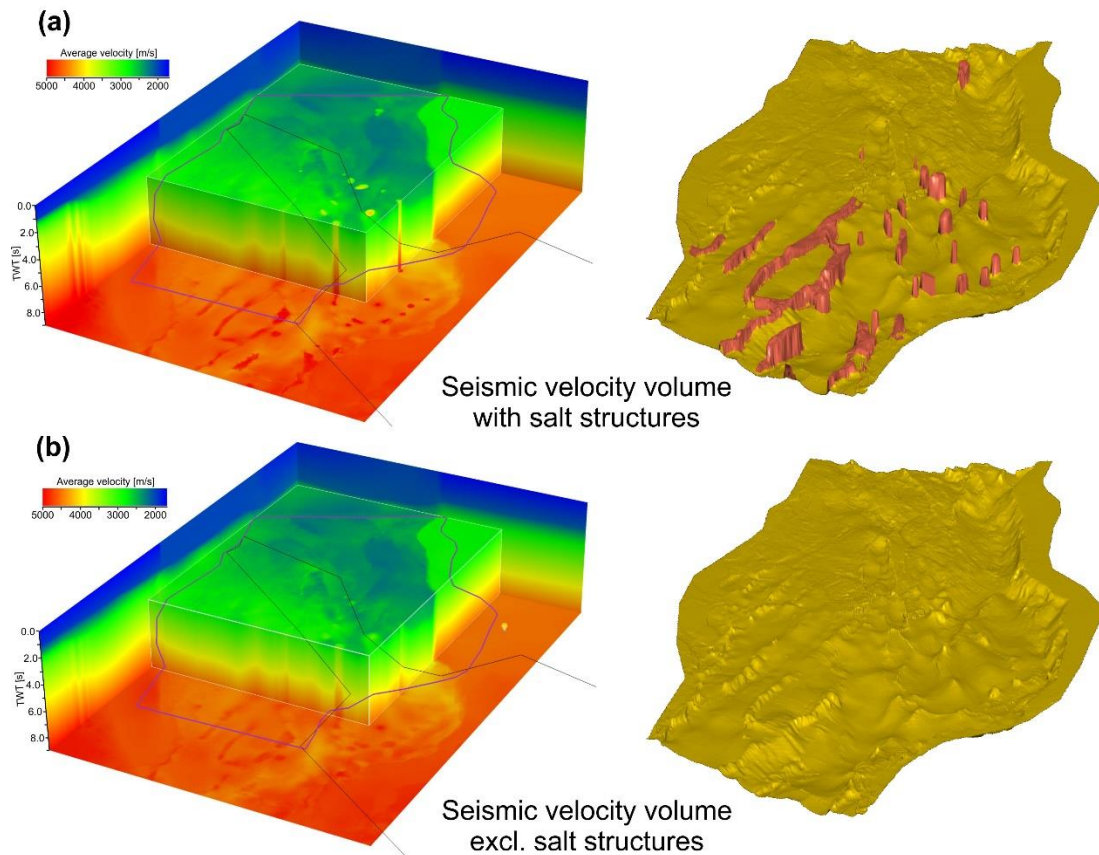 (a)
Average velocity [m/s]
5000 4000 3000 2000
0.0
2.0
4.0
6.0
8.0
TWT [s]
Seismic velocity volume
with salt structures
(b)
Average velocity [m/s]
5000 4000 3000 2000
0.0
2.0
4.0
6.0
8.0
TWT [s]
Seismic velocity volume
excl. salt structures